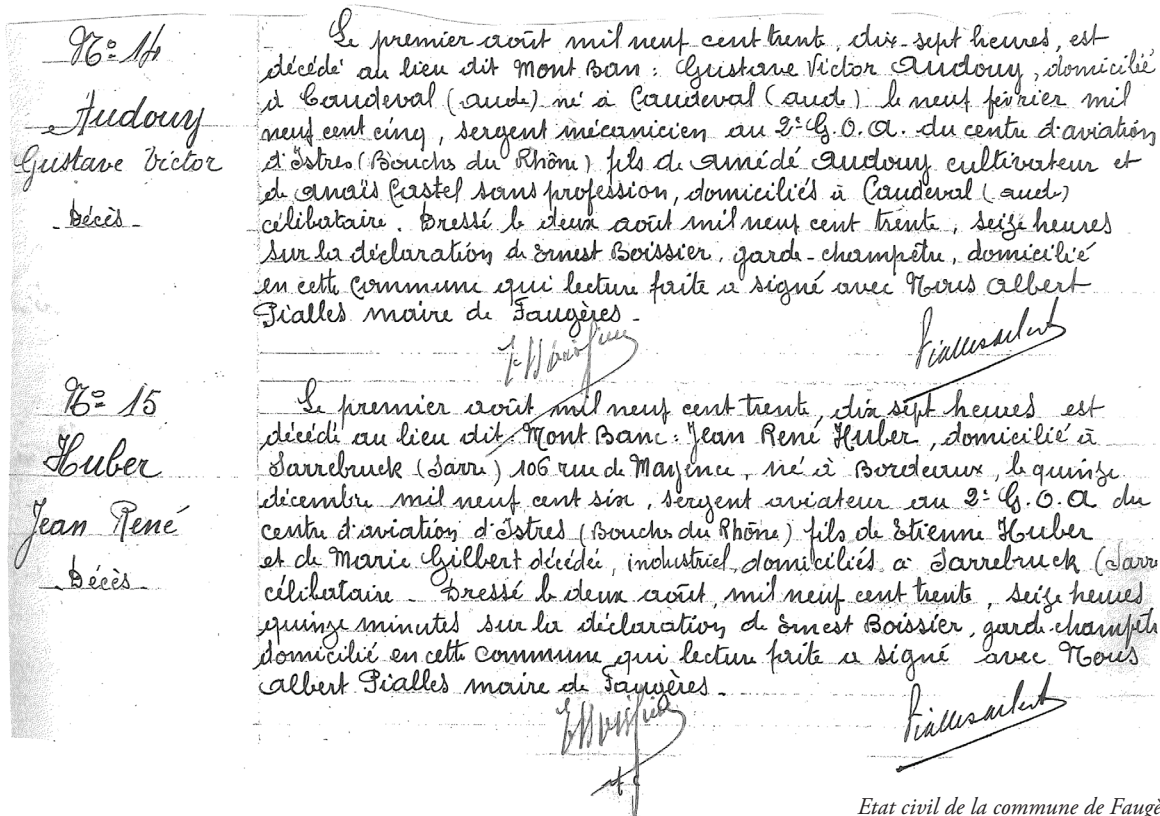 N° 14
Audouy
Gustave Victor
Décès
Le premier août mil neuf cent trente, dix-sept heures, est
décédé au lieu dit Mont Ban : Gustave Victor Audouy, domicilié
à Caudeval (Aude) né à Caudeval (Aud) le neuf février mil
neuf cent cinq, sergent mécanicien au 2e G.O.A. du centre d'aviation
d'Istres (Bouches du Rhône) fils de Amédé Audouy cultivateur et
de Anaïs Castel sans profession, domiciliés à Caudeval (Aud)
célibataire. Dressé le deux août mil neuf cent trente, seize heures
sur la déclaration de Ernest Boissier, garde-champêtre, domicilié
en cette Commune qui lecture faite a signé avec Nous Albert
Pialles maire de Faugères.
Pialles albert
N° 15
Huber
Jean René
Décès
Le premier août mil neuf cent trente, dix sept heures est
décédé au lieu dit : Mont Banc : Jean René Huber, domicilié à
Sarrebruck (Sarre) 106 rue de Mayence, né à Bordeaux, le quinze
décembre mil neuf cent six, sergent aviateur au 2e G.O.A du
centre d'aviation d'Istres (Bouches du Rhône) fils de Etienne Huber
et de Marie Gilbert décédée, industriel, domiciliés à Sarrebruck (Sarre
célibataire. Dressé le deux août, mil neuf cent trente, seize heures
quinze minutes sur la déclaration de Ernest Boissier, garde-champêtr
domicilié en cette commune qui lecture faite a signé avec Nous
Albert Pialles maire de Faugères.
Pialles albert
Etat civil de la commune de Faugè